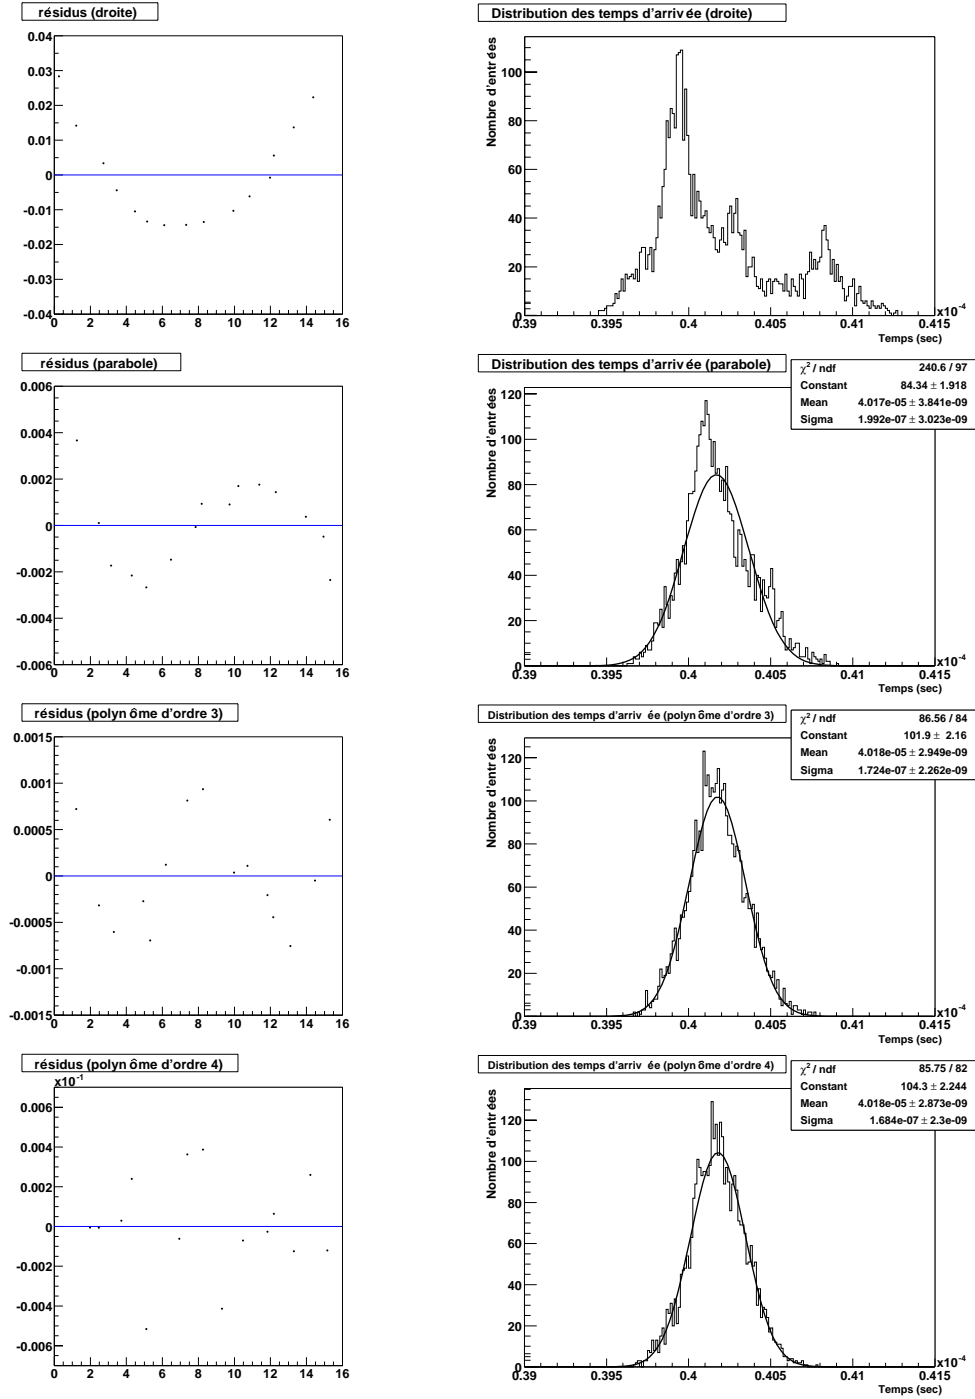 résidus (droite)
0.04
0.03
0.02
0.01
0
-0.01
-0.02
-0.03
-0.04
0 2 4 6 8 10 12 14 16
Distribution des temps d'arrivée (droite)
Nombre d'entrées
100
80
60
40
20
0
0.39 0.395 0.4 0.405 0.41 0.415
x10-4
Temps (sec)
résidus (parabole)
0.006
0.004
0.002
0
-0.002
-0.004
-0.006
0 2 4 6 8 10 12 14 16
Distribution des temps d'arrivée (parabole)
χ2 / ndf 240.6 / 97
Constant 84.34 ± 1.918
Mean 4.017e-05 ± 3.841e-09
Sigma 1.992e-07 ± 3.023e-09
Nombre d'entrées
120
100
80
60
40
20
0
0.39 0.395 0.4 0.405 0.41 0.415
x10-4
Temps (sec)
résidus (polynôme d'ordre 3)
0.0015
0.001
0.0005
0
-0.0005
-0.001
-0.0015
0 2 4 6 8 10 12 14 16
Distribution des temps d'arrivée (polynôme d'ordre 3)
χ2 / ndf 86.56 / 84
Constant 101.9 ± 2.16
Mean 4.018e-05 ± 2.949e-09
Sigma 1.724e-07 ± 2.262e-09
Nombre d'entrées
120
100
80
60
40
20
0
0.39 0.395 0.4 0.405 0.41 0.415
x10-4
Temps (sec)
résidus (polynôme d'ordre 4)
x10-1
0.006
0.004
0.002
0
-0.002
-0.004
-0.006
0 2 4 6 8 10 12 14 16
Distribution des temps d'arrivée (polynôme d'ordre 4)
χ2 / ndf 85.75 / 82
Constant 104.3 ± 2.244
Mean 4.018e-05 ± 2.873e-09
Sigma 1.684e-07 ± 2.3e-09
Nombre d'entrées
120
100
80
60
40
20
0
0.39 0.395 0.4 0.405 0.41 0.415
x10-4
Temps (sec)